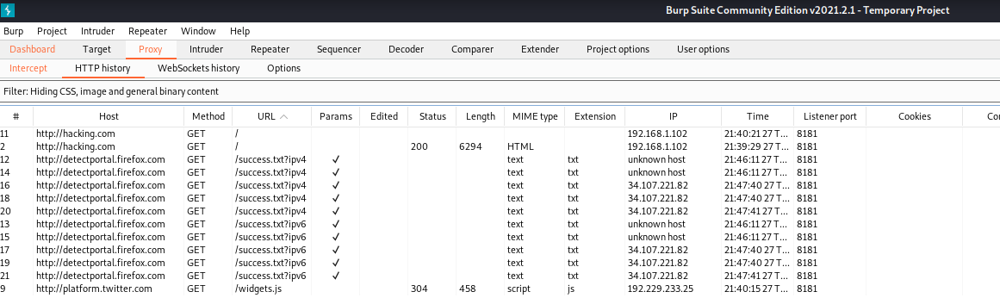 Burp Suite Community Edition v2021.2.1 - Temporary Project
Burp Project Intruder Repeater Window Help
Dashboard Target Proxy Intruder Repeater Sequencer Decoder Comparer Extender Project options User options
Intercept HTTP history WebSockets history Options
Filter: Hiding CSS, image and general binary content
# Host Method URL Params Edited Status Length MIME type Extension IP Time Listener port Cookies Co
11 http://hacking.com GET / 192.168.1.102 21:40:21 27 T... 8181
2 http://hacking.com GET / 200 6294 HTML 192.168.1.102 21:39:29 27 T... 8181
12 http://detectportal.firefox.com GET /success.txt?ipv4 ✓ text txt unknown host 21:46:11 27 T... 8181
14 http://detectportal.firefox.com GET /success.txt?ipv4 ✓ text txt unknown host 21:46:11 27 T... 8181
16 http://detectportal.firefox.com GET /success.txt?ipv4 ✓ text txt 34.107.221.82 21:47:40 27 T... 8181
18 http://detectportal.firefox.com GET /success.txt?ipv4 ✓ text txt 34.107.221.82 21:47:40 27 T... 8181
20 http://detectportal.firefox.com GET /success.txt?ipv4 ✓ text txt 34.107.221.82 21:47:41 27 T... 8181
13 http://detectportal.firefox.com GET /success.txt?ipv6 ✓ text txt unknown host 21:46:11 27 T... 8181
15 http://detectportal.firefox.com GET /success.txt?ipv6 ✓ text txt unknown host 21:46:11 27 T... 8181
17 http://detectportal.firefox.com GET /success.txt?ipv6 ✓ text txt 34.107.221.82 21:47:40 27 T... 8181
19 http://detectportal.firefox.com GET /success.txt?ipv6 ✓ text txt 34.107.221.82 21:47:40 27 T... 8181
21 http://detectportal.firefox.com GET /success.txt?ipv6 ✓ text txt 34.107.221.82 21:47:41 27 T... 8181
9 http://platform.twitter.com GET /widgets.js 304 458 script js 192.229.233.25 21:40:15 27 T... 8181